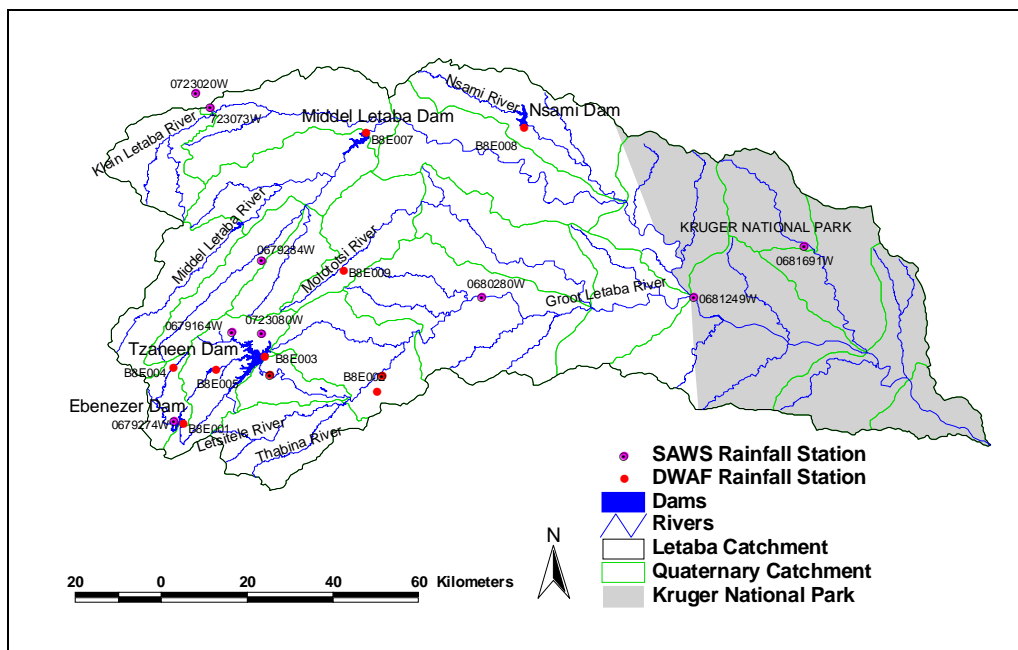 0723020W
723073W
Klein Letaba River
Middel Letaba Dam
B8E007
Nsami River
Nsami Dam
B8E008
Middel Letaba River
0679284W
Molototsi River
B8E009
KRUGER NATIONAL PARK
0681691W
0680280W
Groot Letaba River
0681249W
0679164W
0723080W
Tzaneen Dam
B8E003
B8E004
B8E005
B8E002
Ebenezer Dam
0679274W
B8E001
Letsitele River
Thabina River
SAWS Rainfall Station
DWAF Rainfall Station
Dams
Rivers
Letaba Catchment
Quaternary Catchment
Kruger National Park
N
20 0 20 40 60 Kilometers